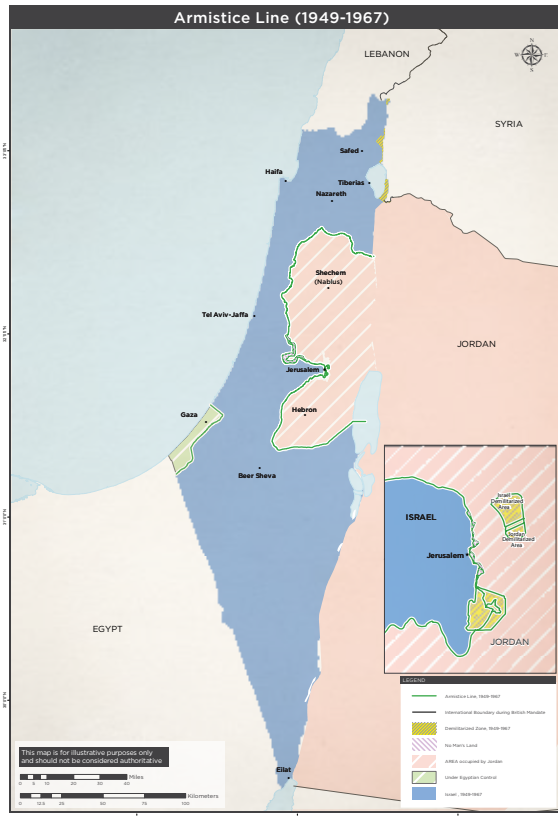 Armistice Line (1949-1967)
LEBANON
N
W
E
S
SYRIA
Safed
Haifa
Tiberias
Nazareth
Shechem
(Nablus)
Tel Aviv-Jaffa
JORDAN
Jerusalem
Gaza
Hebron
Beer Sheva
Israel
Demilitarized
Area
ISRAEL
Jordan
Demilitarized
Area
Jerusalem
EGYPT
JORDAN
LEGEND
Armistice Line, 1949-1967
International Boundary during British Mandate
Demilitarized Zone, 1949-1967
No-Man's Land
AREA occupied by Jordan
Under Egyption Control
Israel , 1949-1967
This map is for illustrative purposes only
and should not be considered authoritative
Eilat
Miles
0 5 10 20 30 40
Kilometers
0 12.5 25 50 75 100